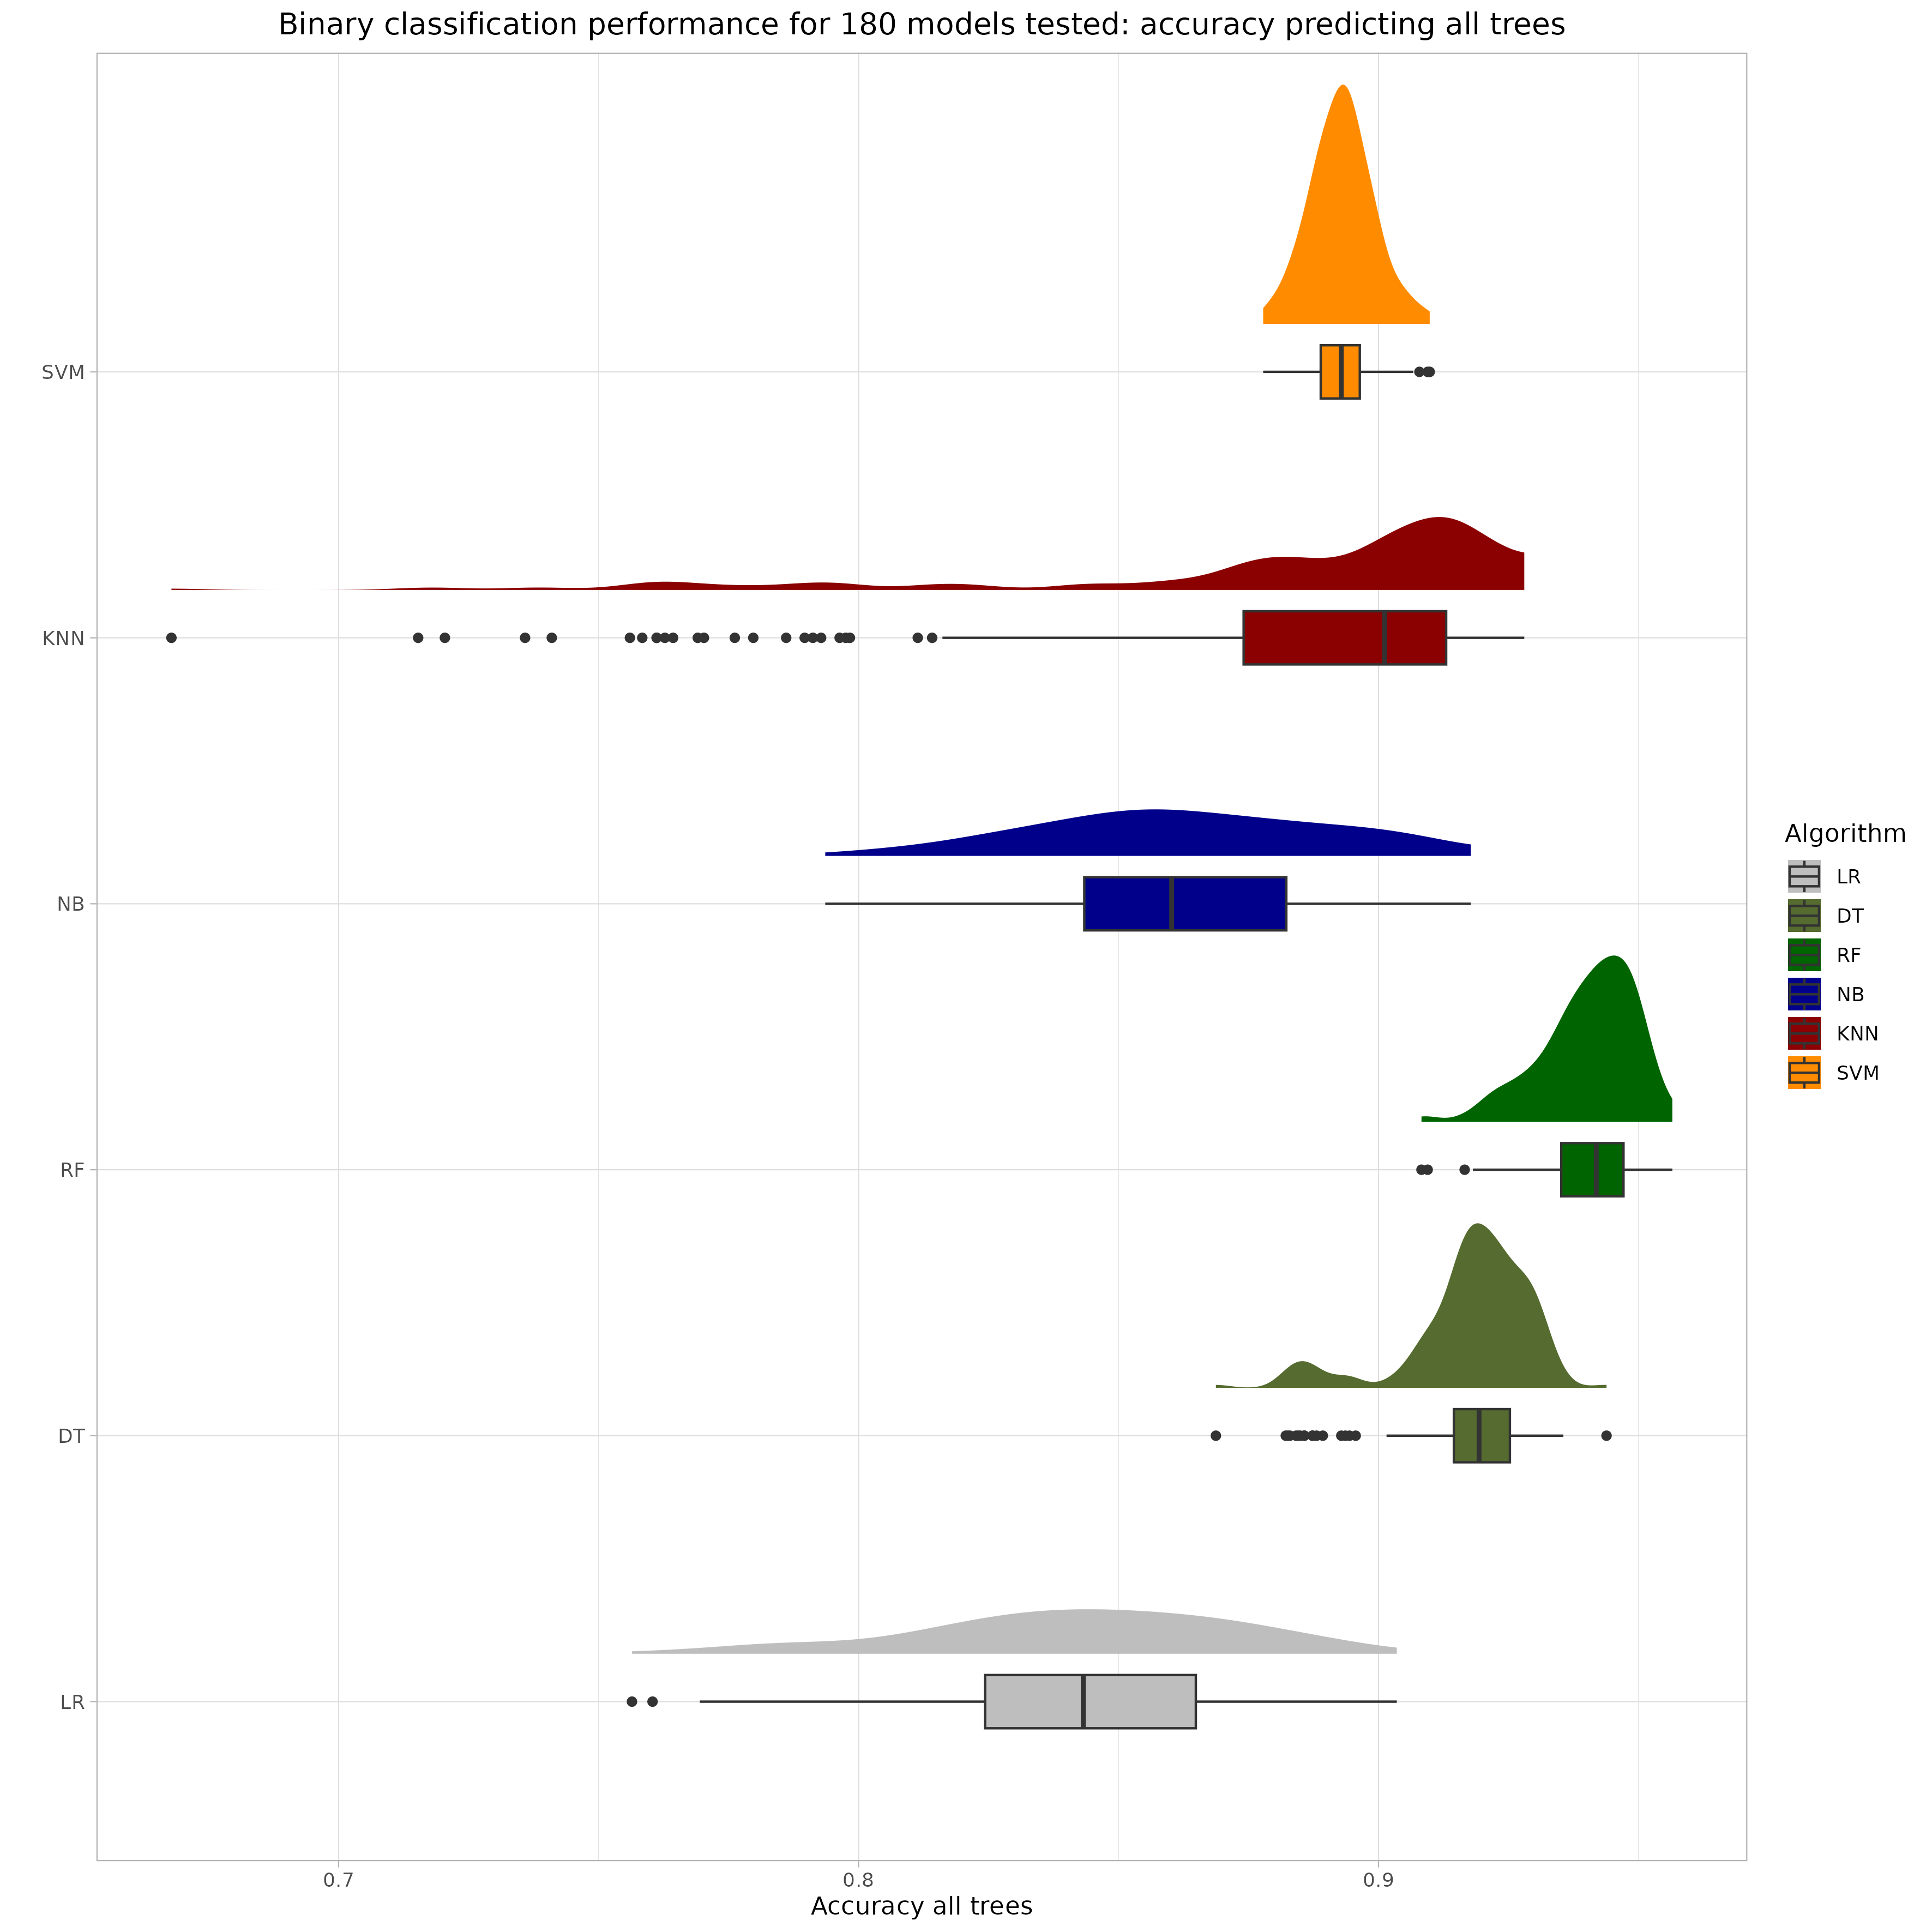 Binary classification performance for 180 models tested: accuracy predicting all trees
SVM
KNN
NB
RF
DT
LR
0.7
0.8
0.9
Accuracy all trees
Algorithm
LR
DT
RF
NB
KNN
SVM